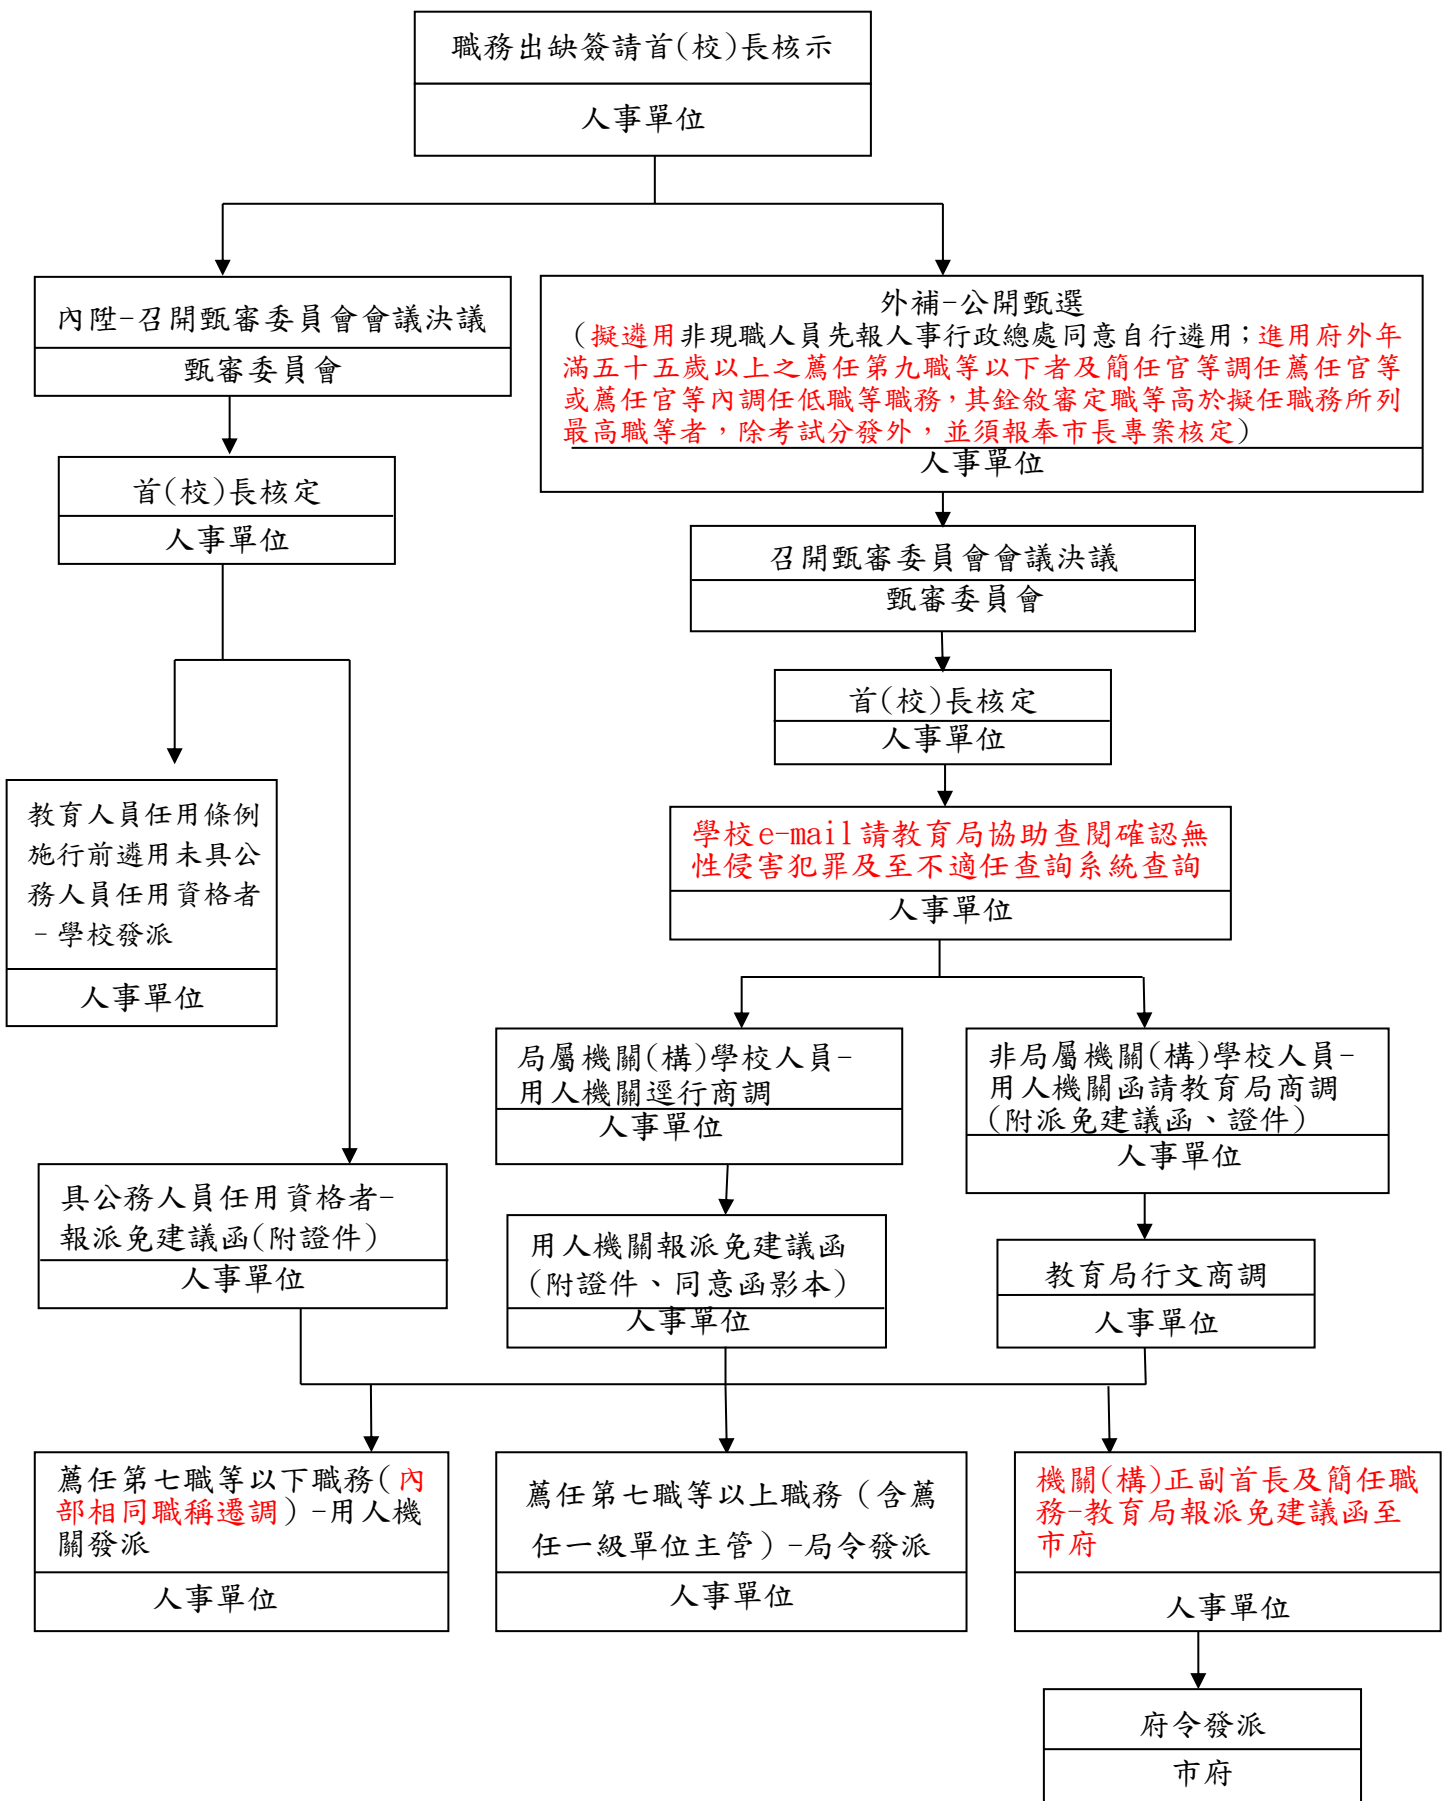 職務出缺簽請首(校)長核示
人事單位
內陞-召開甄審委員會會議決議
甄審委員會
外補-公開甄選
(擬遴用非現職人員先報人事行政總處同意自行遴用;進用府外年
滿五十五歲以上之薦任第九職等以下者及簡任官等調任薦任官等
或薦任官等內調任低職等職務,其銓敘審定職等高於擬任職務所列
最高職等者,除考試分發外,並須報奉市長專案核定)
人事單位
首(校)長核定
人事單位
召開甄審委員會會議決議
甄審委員會
首(校)長核定
人事單位
教育人員任用條例
施行前遴用未具公
務人員任用資格者
-學校發派
人事單位
學校e-mail請教育局協助查閱確認無
性侵害犯罪及至不適任查詢系統查詢
人事單位
局屬機關(構)學校人員-
用人機關逕行商調
人事單位
非局屬機關(構)學校人員-
用人機關函請教育局商調
(附派免建議函、證件)
人事單位
具公務人員任用資格者-
報派免建議函(附證件)
人事單位
用人機關報派免建議函
(附證件、同意函影本)
人事單位
教育局行文商調
人事單位
薦任第七職等以下職務(內
部相同職稱遷調)-用人機
關發派
人事單位
薦任第七職等以上職務(含薦
任一級單位主管)-局令發派
人事單位
機關(構)正副首長及簡任職
務-教育局報派免建議函至
市府
人事單位
府令發派
市府